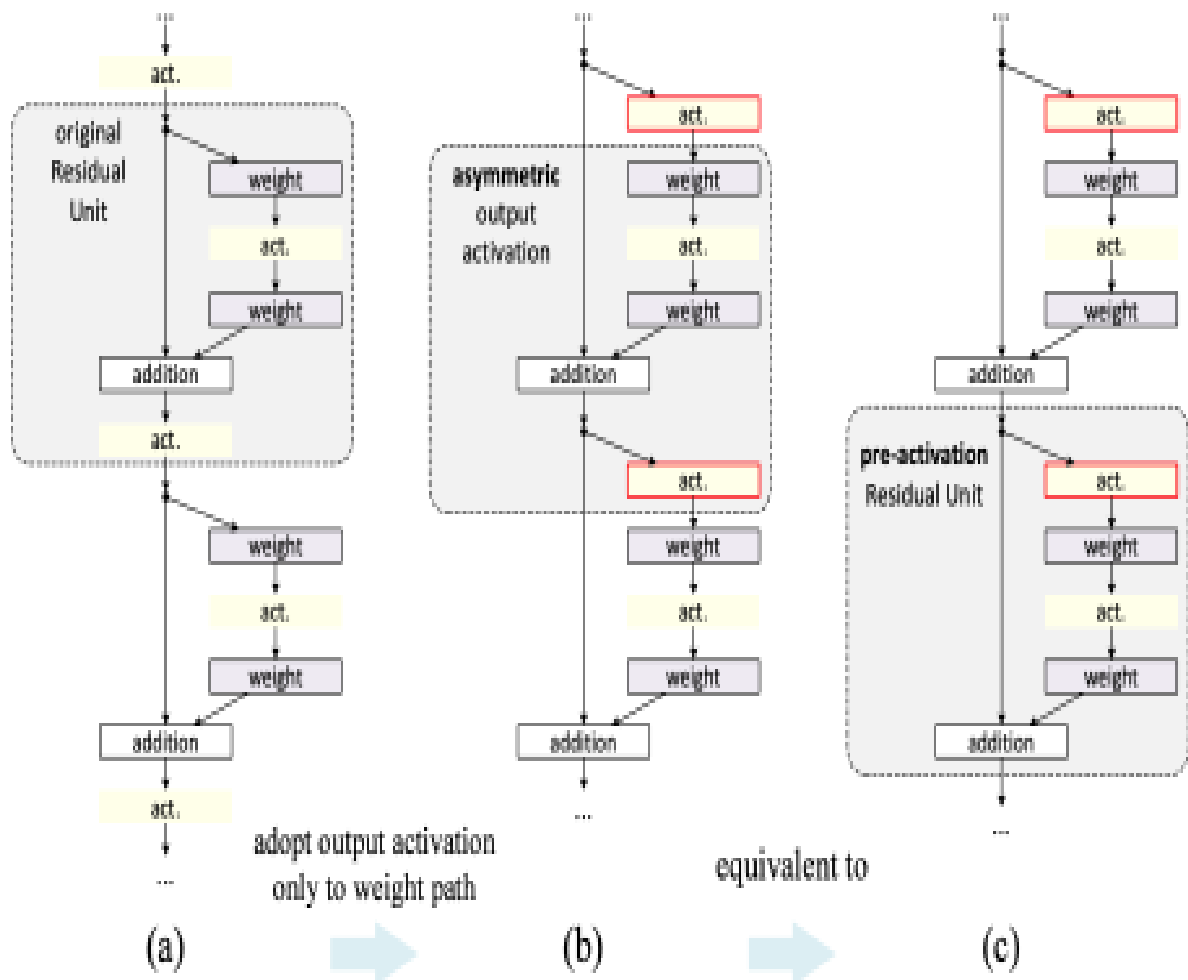 ...
act.
original
Residual
Unit
weight
act.
weight
addition
act.
weight
act.
weight
addition
act.
...
adopt output activation
only to weight path
(a)
...
act.
asymmetric
output
activation
weight
act.
weight
addition
act.
weight
act.
weight
addition
...
equivalent to
(b)
...
act.
weight
act.
weight
addition
pre-activation
Residual Unit
act.
weight
act.
weight
addition
...
(c)